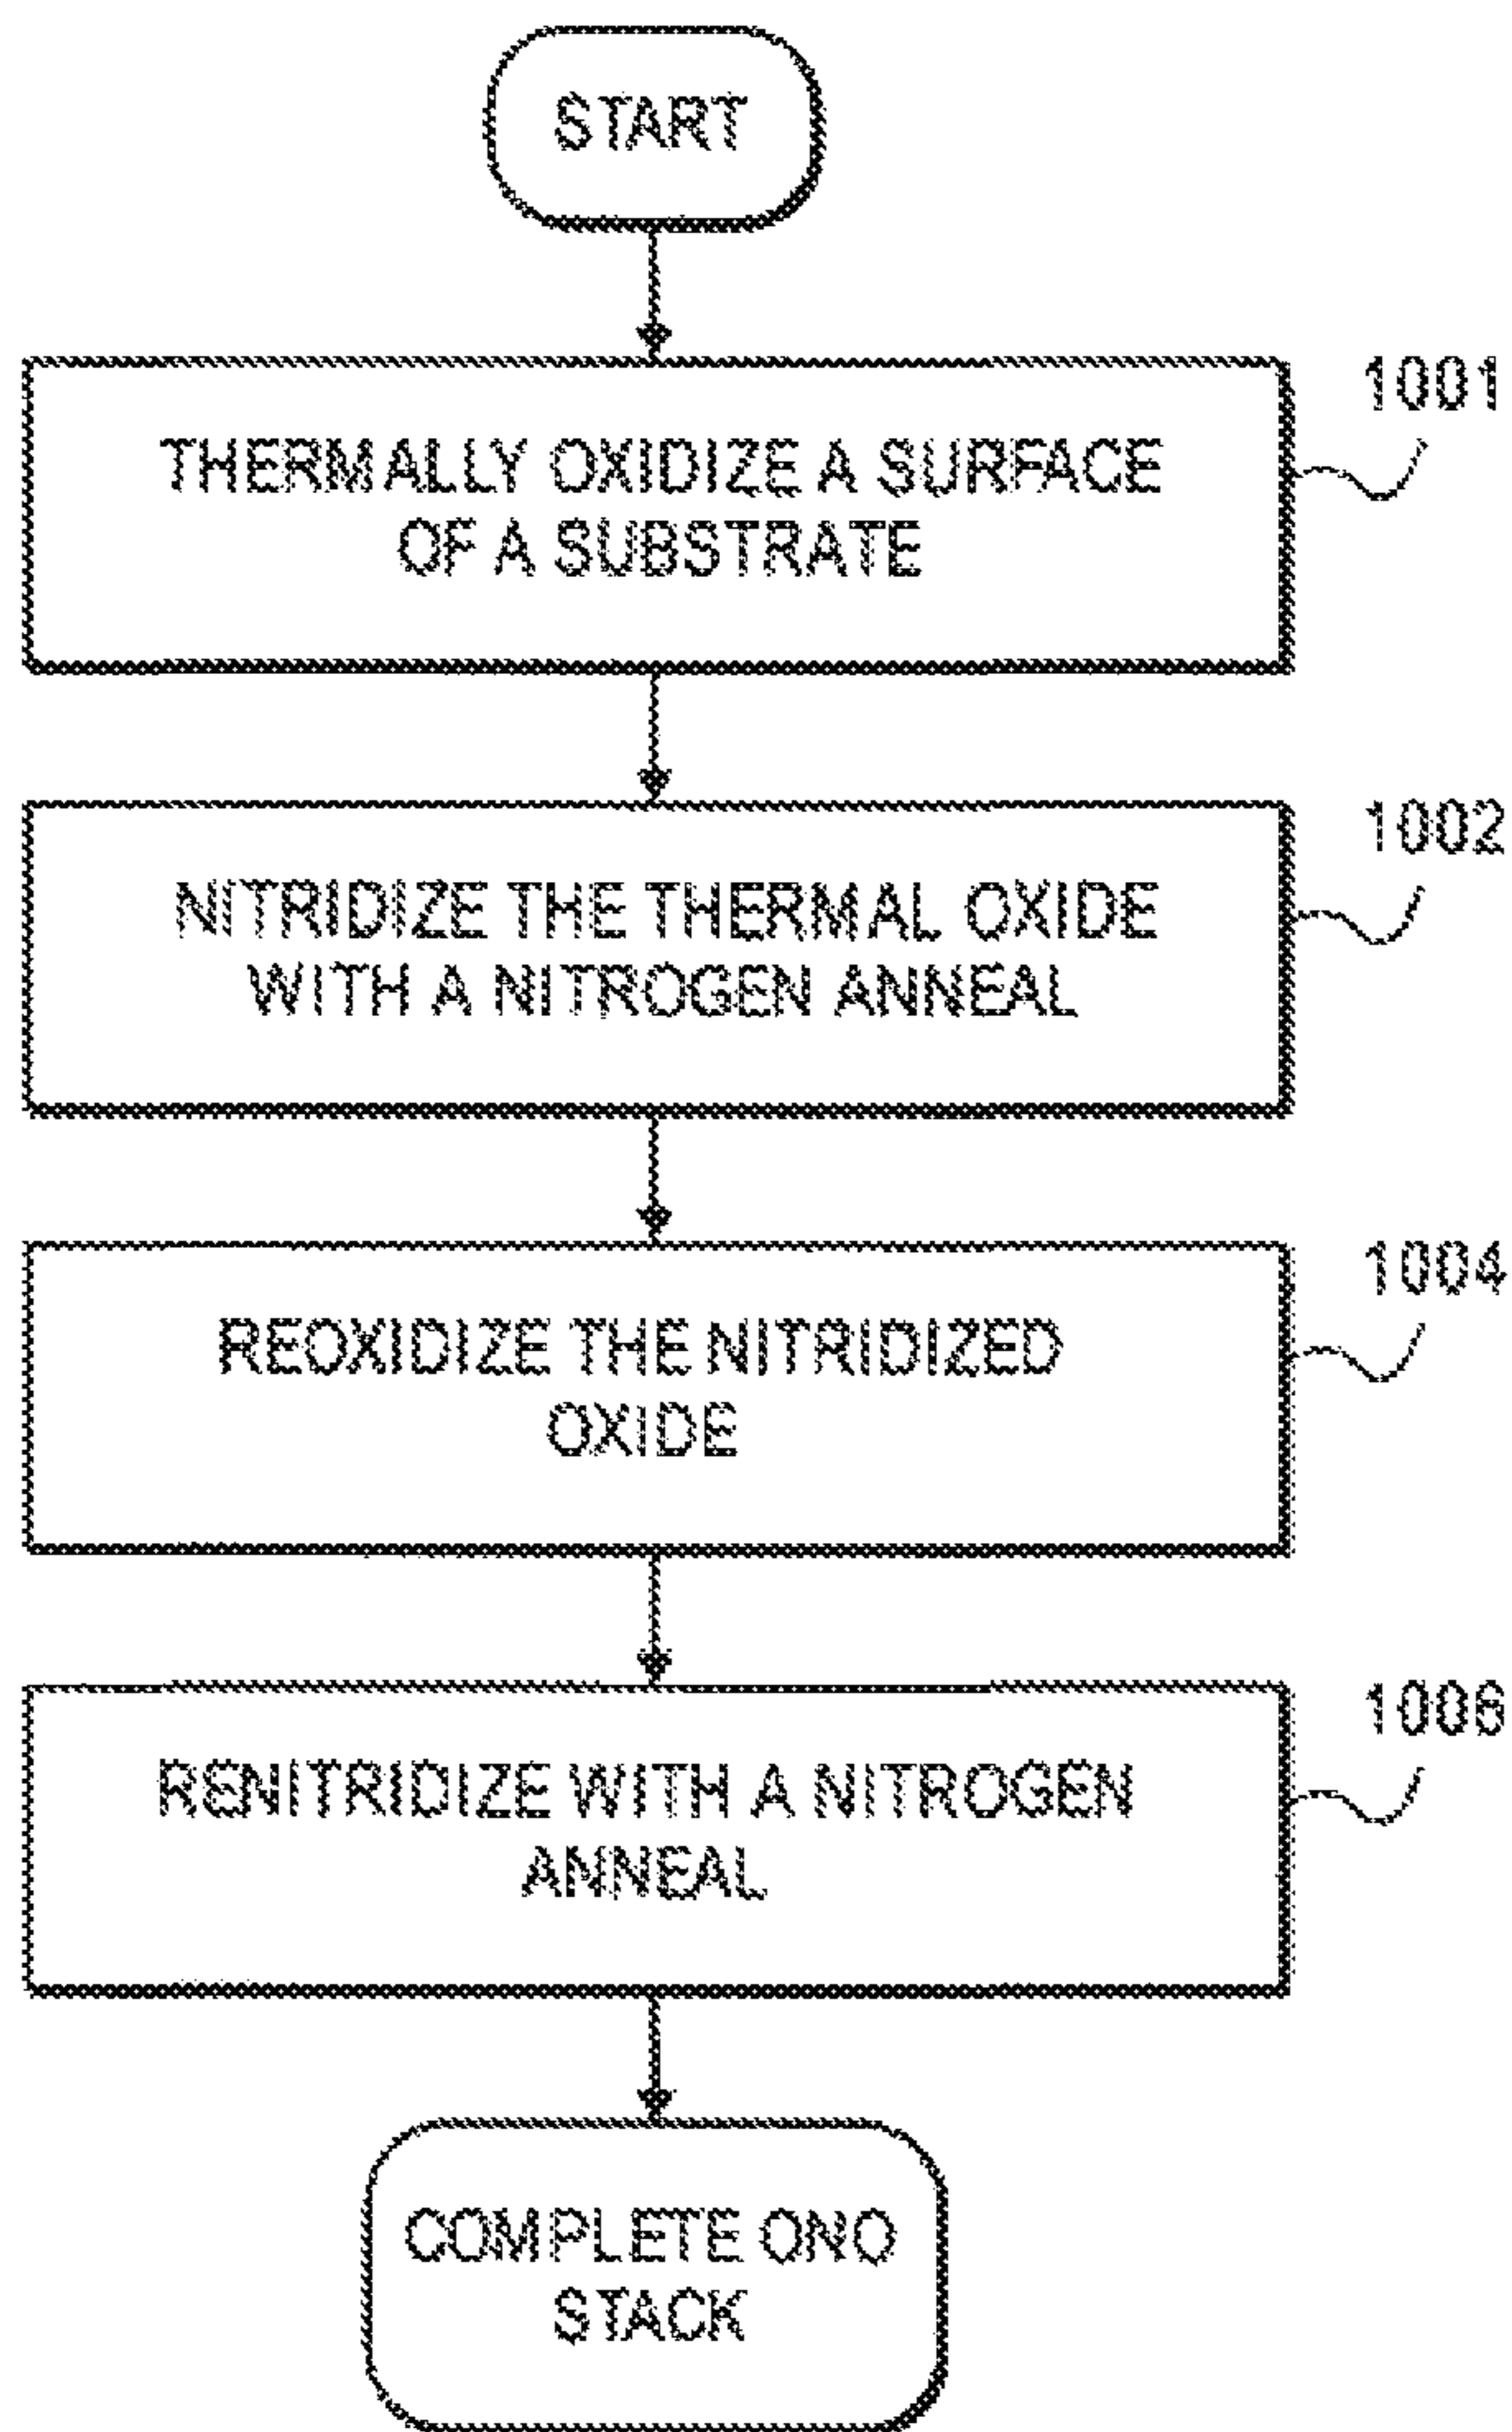 START
1001
THERMALLY OXIDIZE A SURFACE
OF A SUBSTRATE
1002
NITRIDIZE THE THERMAL OXIDE
WITH A NITROGEN ANNEAL
1004
REOXIDIZE THE NITRIDIZED
OXIDE
1006
RENITRIDIZE WITH A NITROGEN
ANNEAL
COMPLETE ONO
STACK